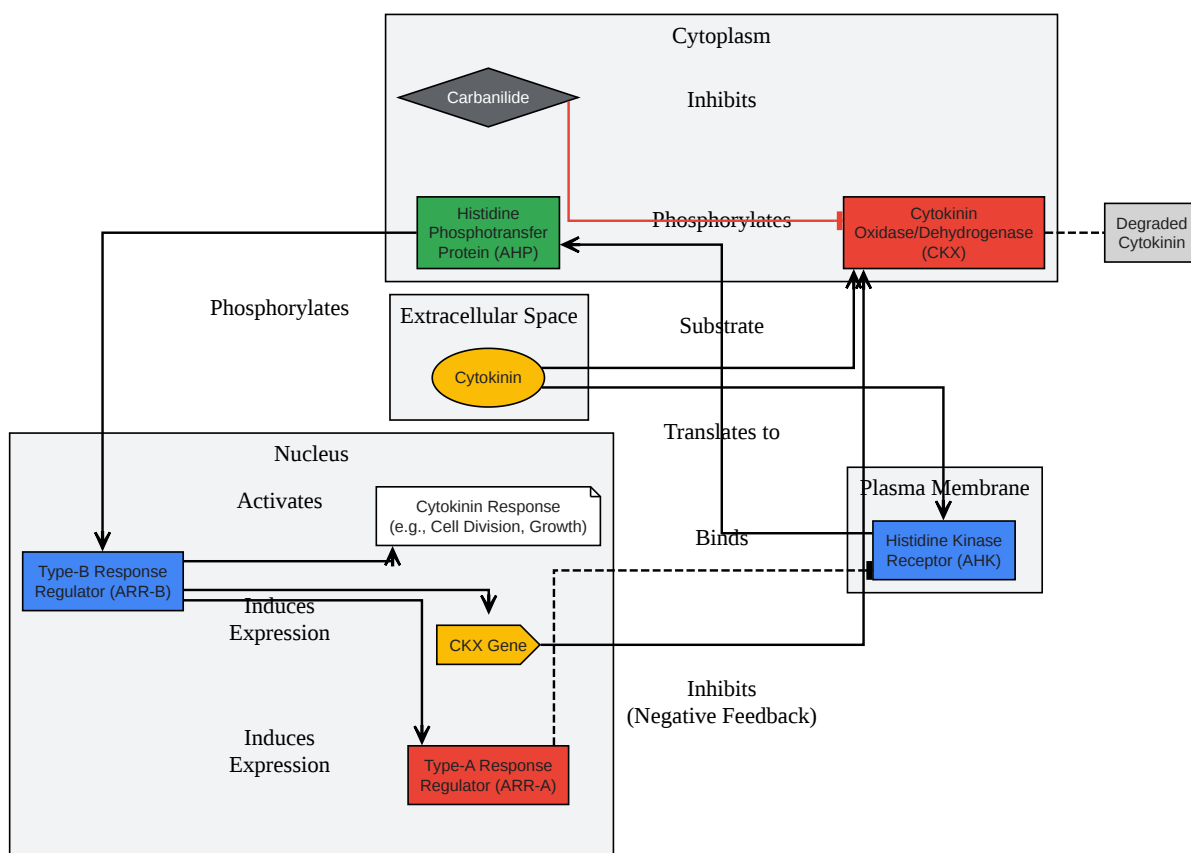 Cytoplasm
Carbanilide
Inhibits
Histidine
Phosphotransfer
Protein (AHP)
Phosphorylates
Cytokinin
Oxidase/Dehydrogenase
(CKX)
Degraded
Cytokinin
Phosphorylates
Extracellular Space
Substrate
Cytokinin
Translates to
Nucleus
Activates
Cytokinin Response
(e.g., Cell Division, Growth)
Plasma Membrane
Binds
Histidine Kinase
Receptor (AHK)
Type-B Response
Regulator (ARR-B)
Induces
Expression
CKX Gene
Inhibits
(Negative Feedback)
Induces
Expression
Type-A Response
Regulator (ARR-A)